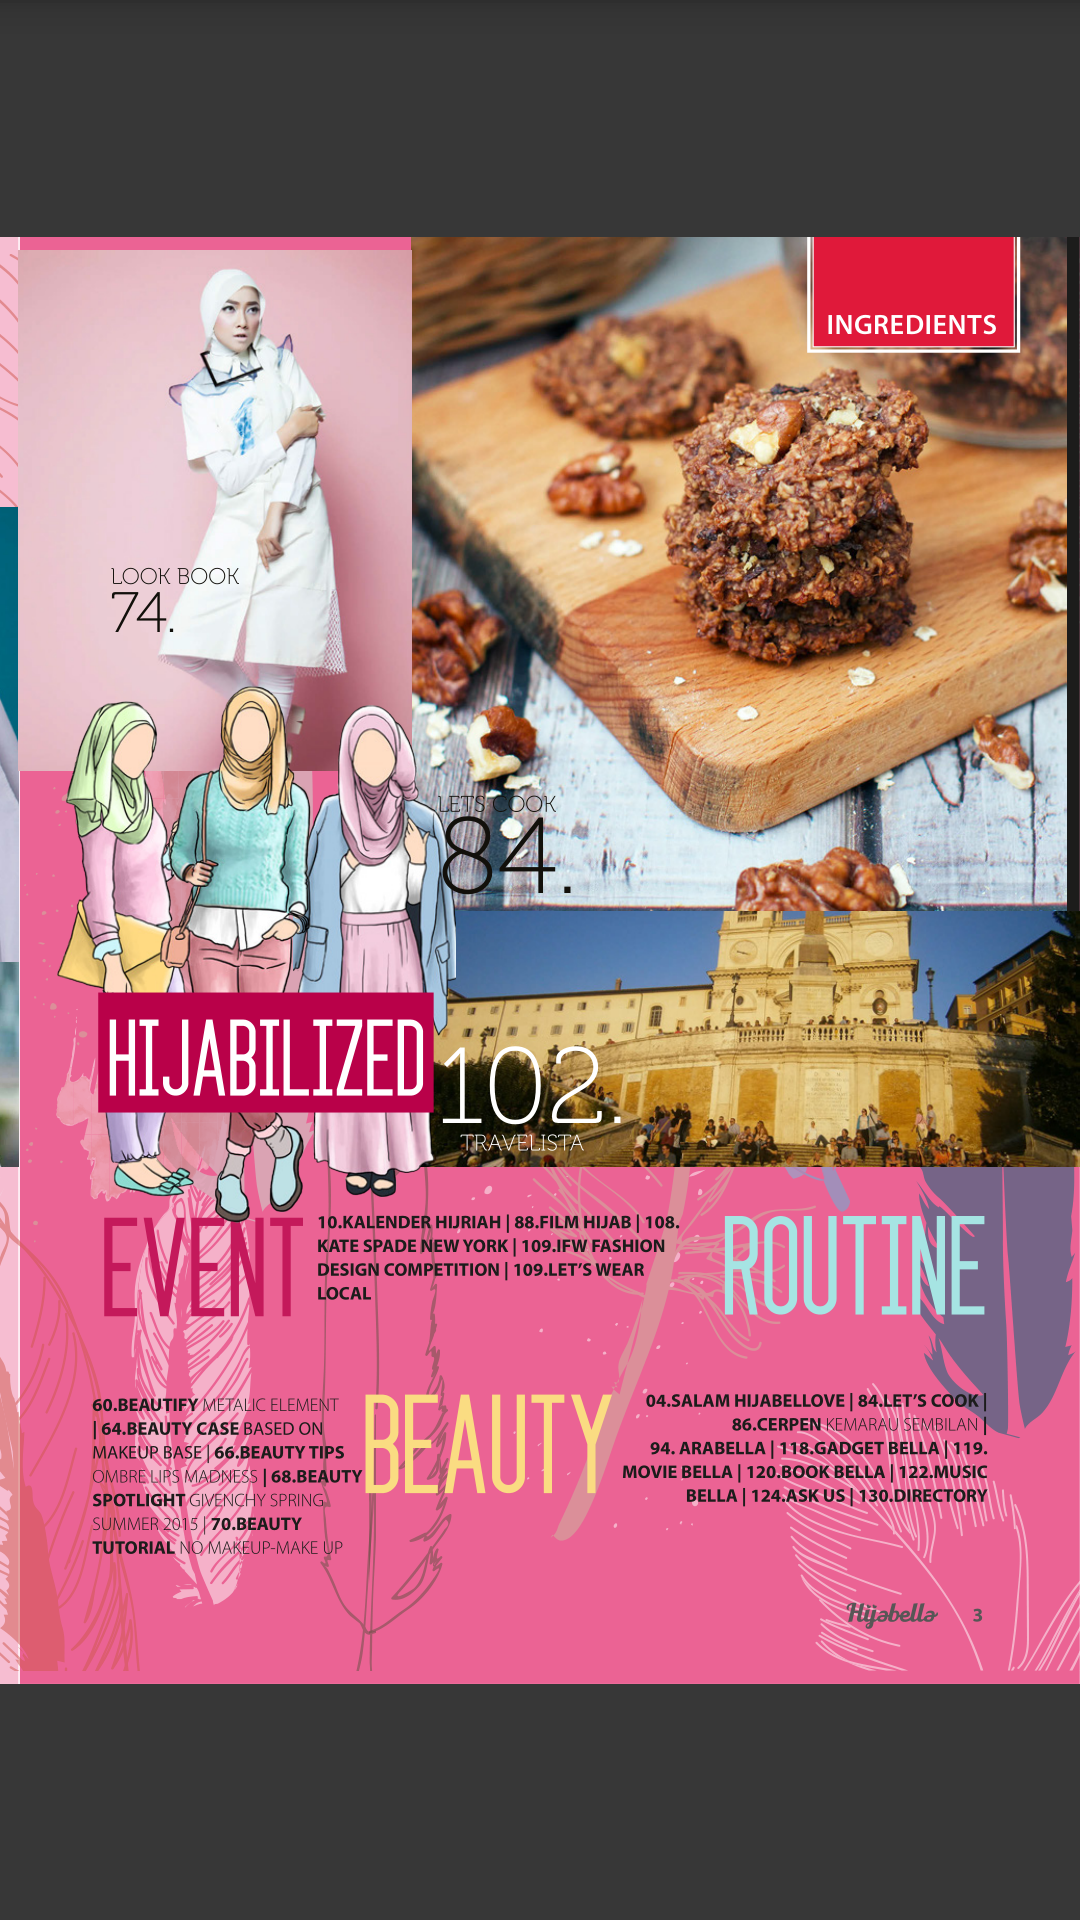 INGREDIENTS
LOOK BOOK
74.
LETS COOK
84.
HIJABILIZED
102.
TRAVELISTA
EVENT
10.KALENDER HIJRIAH | 88.FILM HIJAB | 108.
KATE SPADE NEW YORK | 109.IFW FASHION
DESIGN COMPETITION | 109.LET'S WEAR
LOCAL
ROUTINE
60.BEAUTIFY METALIC ELEMENT
| 64.BEAUTY CASE BASED ON
MAKEUP BASE | 66.BEAUTY TIPS
OMBRE LIPS MADNESS | 68.BEAUTY
SPOTLIGHT GIVENCHY SPRING
SUMMER 2015 | 70.BEAUTY
TUTORIAL NO MAKEUP-MAKE UP
BEAUTY
04.SALAM HIJABELLOVE | 84.LET'S COOK |
86.CERPEN KEMARAU SEMBILAN |
94. ARABELLA | 118.GADGET BELLA | 119.
MOVIE BELLA | 120.BOOK BELLA | 122.MUSIC
BELLA | 124.ASK US | 130.DIRECTORY
Hijabella 3